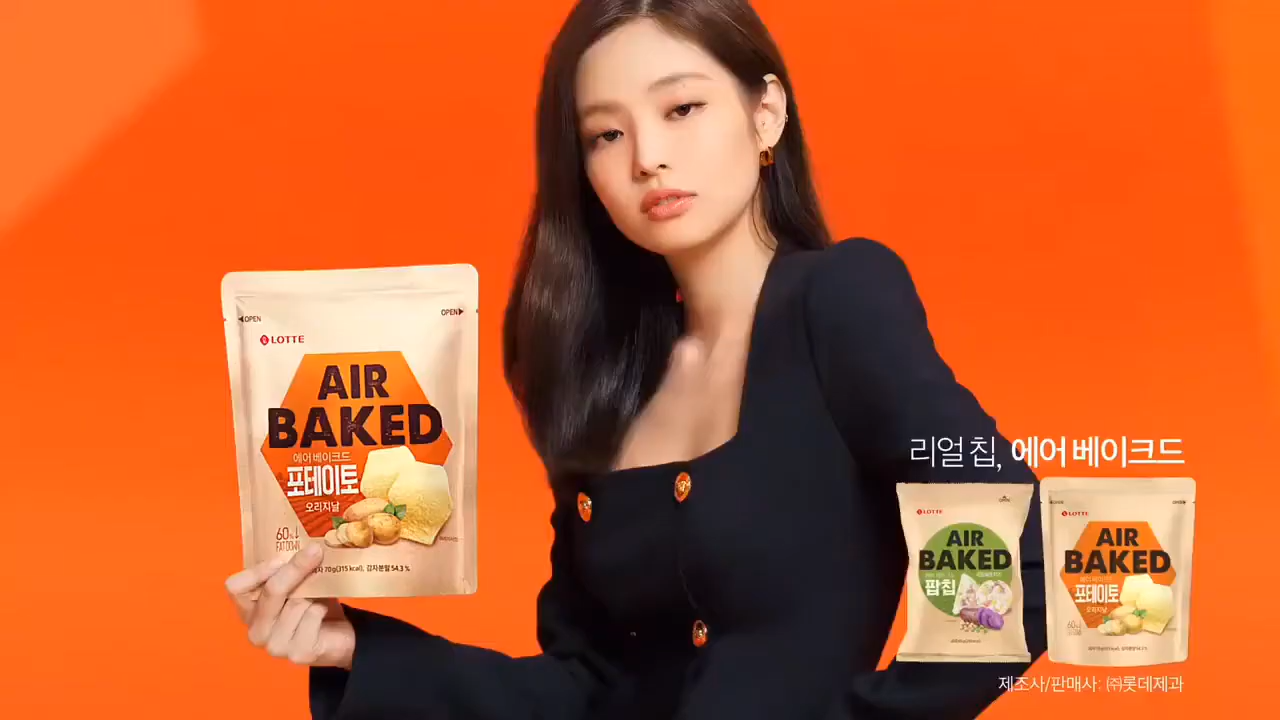 OPEN
OPEN
LOTTE
AIR
BAKED
에어 베이크드
포테이토
오리지널
60%↓
FAT DOWN
70g(315 kcal), 감자분말 54.3 %
리얼 칩, 에어 베이크드
LOTTE
AIR
BAKED
팝칩
LOTTE
AIR
BAKED
에어 베이크드
포테이토
오리지널
60%↓
제조사/판매사: ㈜롯데제과